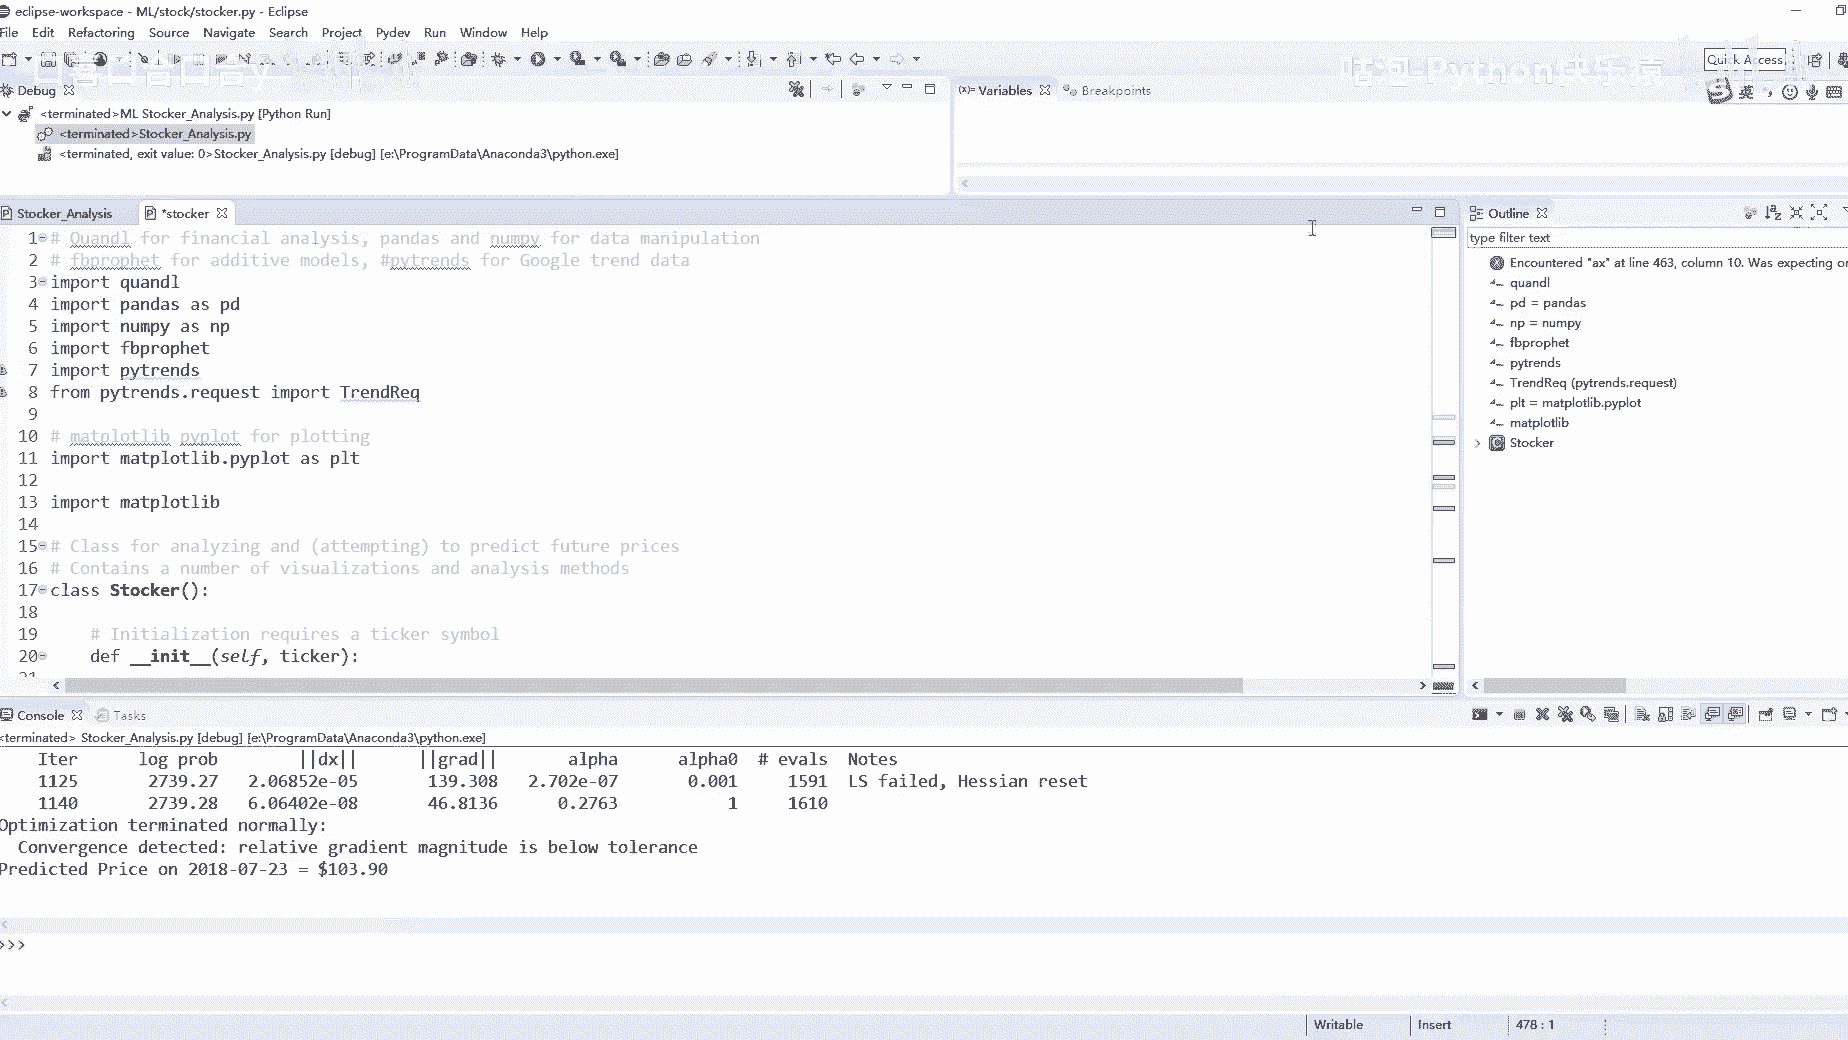 eclipse-workspace - ML/stock/stocker.py - Eclipse
File Edit Refactoring Source Navigate Search Project Pydev Run Window Help
Quick Access
Debug
(x)= Variables
Breakpoints
英
<terminated>ML Stocker_Analysis.py [Python Run]
<terminated>Stocker_Analysis.py
<terminated, exit value: 0>Stocker_Analysis.py [debug] [e:\ProgramData\Anaconda3\python.exe]
Stocker_Analysis
*stocker
1 # Quandl for financial analysis, pandas and numpy for data manipulation
2 # fbprophet for additive models, #pytrends for Google trend data
3 import quandl
4 import pandas as pd
5 import numpy as np
6 import fbprophet
7 import pytrends
8 from pytrends.request import TrendReq
9
10 # matplotlib pyplot for plotting
11 import matplotlib.pyplot as plt
12
13 import matplotlib
14
15 # Class for analyzing and (attempting) to predict future prices
16 # Contains a number of visualizations and analysis methods
17 class Stocker():
18
19 # Initialization requires a ticker symbol
20 def __init__(self, ticker):
21
Outline
type filter text
Encountered "ax" at line 463, column 10. Was expecting
quandl
pd = pandas
np = numpy
fbprophet
pytrends
TrendReq (pytrends.request)
plt = matplotlib.pyplot
matplotlib
Stocker
Console
Tasks
<terminated> Stocker_Analysis.py [debug] [e:\ProgramData\Anaconda3\python.exe]
Iter log prob ||dx|| ||grad|| alpha alpha0 # evals Notes
1125 2739.27 2.06852e-05 139.308 2.702e-07 0.001 1591 LS failed, Hessian reset
1140 2739.28 6.06402e-08 46.8136 0.2763 1 1610
Optimization terminated normally:
Convergence detected: relative gradient magnitude is below tolerance
Predicted Price on 2018-07-23 = $103.90
>>>
Writable Insert 478 : 1